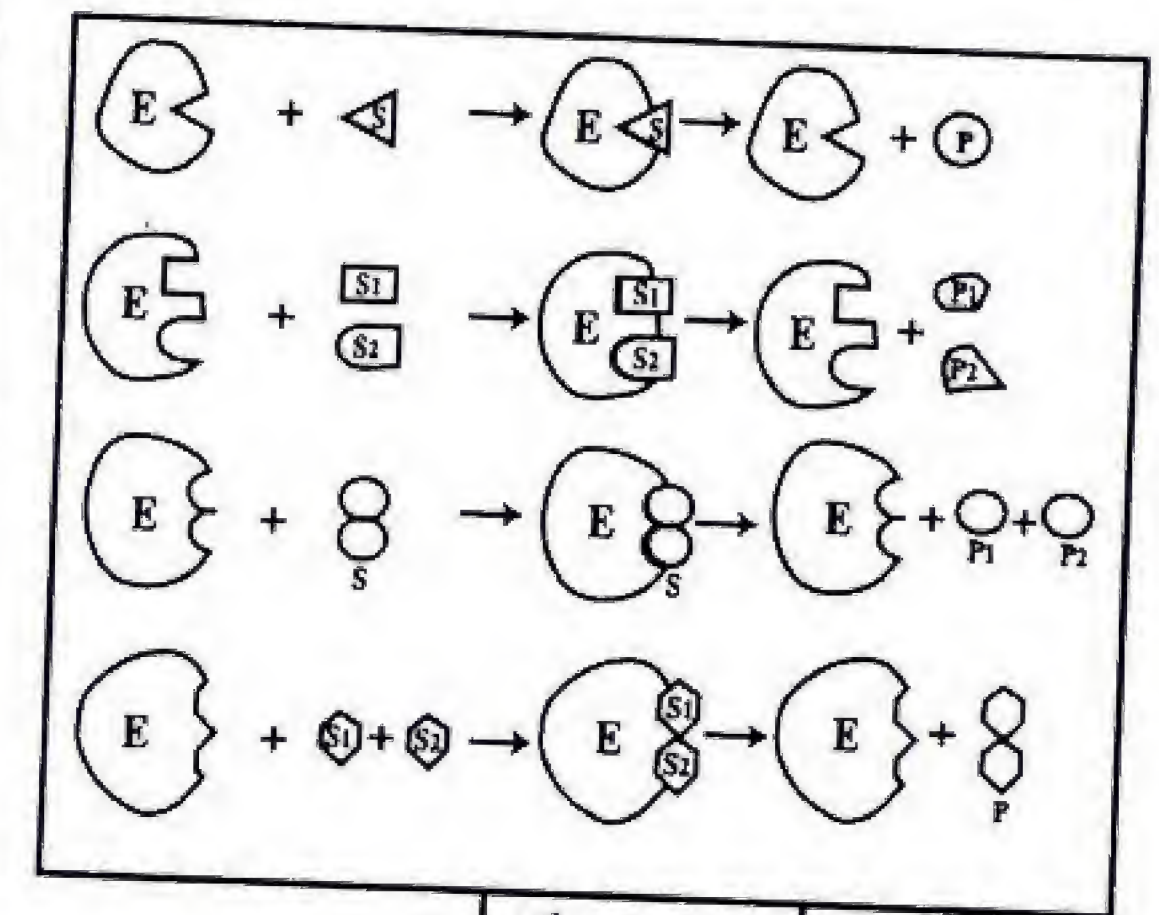 E + S → E S → E + P
E + S1 → E S1 → E + P1
S2 S2 P2
E + S → E S → E + P1 + P2
E + S1 + S2 → E S1 S2 → E + P